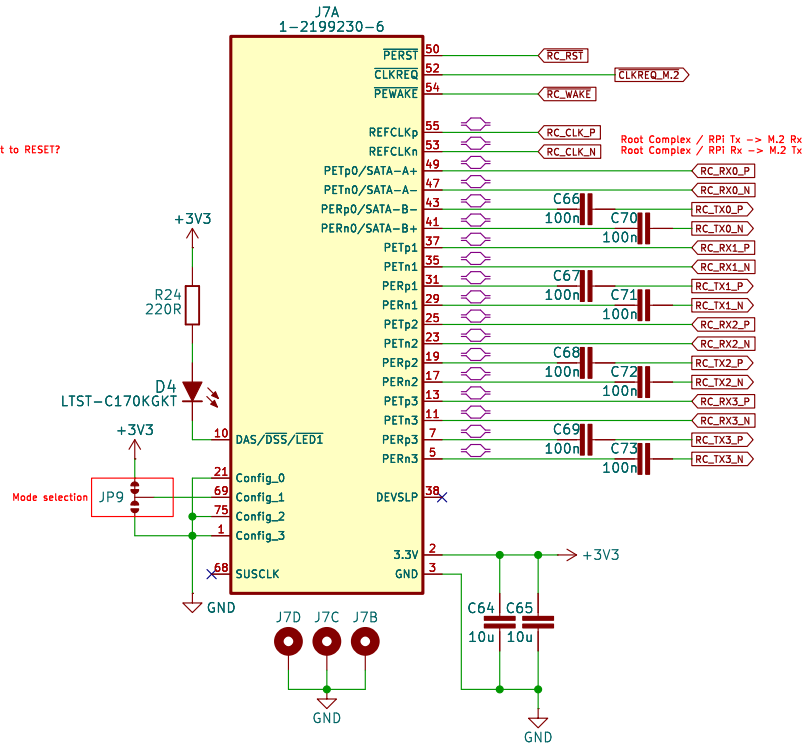 J7A
1-2199230-6
PERST 50 RC_RST
CLKREQ 52 CLKREQ_M.2
PEWAKE 54 RC_WAKE
REFCLKp 55 RC_CLK_P
REFCLKn 53 RC_CLK_N
Root Complex / RPi Tx -> M.2 Rx
Root Complex / RPi Rx -> M.2 Tx
t to RESET?
PETp0/SATA-A+ 49 RC_RX0_P
PETn0/SATA-A- 47 RC_RX0_N
PERp0/SATA-B- 43 C66 100n RC_TX0_P
PERn0/SATA-B+ 41 C70 100n RC_TX0_N
PETp1 37 RC_RX1_P
PETn1 35 RC_RX1_N
PERp1 31 C67 100n RC_TX1_P
PERn1 29 C71 100n RC_TX1_N
PETp2 25 RC_RX2_P
PETn2 23 RC_RX2_N
PERp2 19 C68 100n RC_TX2_P
PERn2 17 C72 100n RC_TX2_N
PETp3 13 RC_RX3_P
PETn3 11 RC_RX3_N
PERp3 7 C69 100n RC_TX3_P
PERn3 5 C73 100n RC_TX3_N
+3V3
R24
220R
D4
LTST-C170KGKT
10 DAS/DSS/LED1
+3V3
Mode selection JP9
21 Config_0
69 Config_1
75 Config_2
1 Config_3
68 SUSCLK
GND
DEVSLP 38
3.3V 2 +3V3
GND 3
C64
10u
C65
10u
GND
J7D J7C J7B
GND